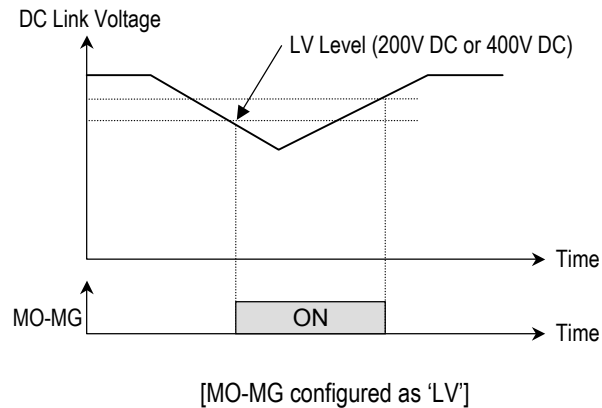 DC Link Voltage
LV Level (200V DC or 400V DC)
Time
MO-MG
ON
Time
[MO-MG configured as ‘LV’]